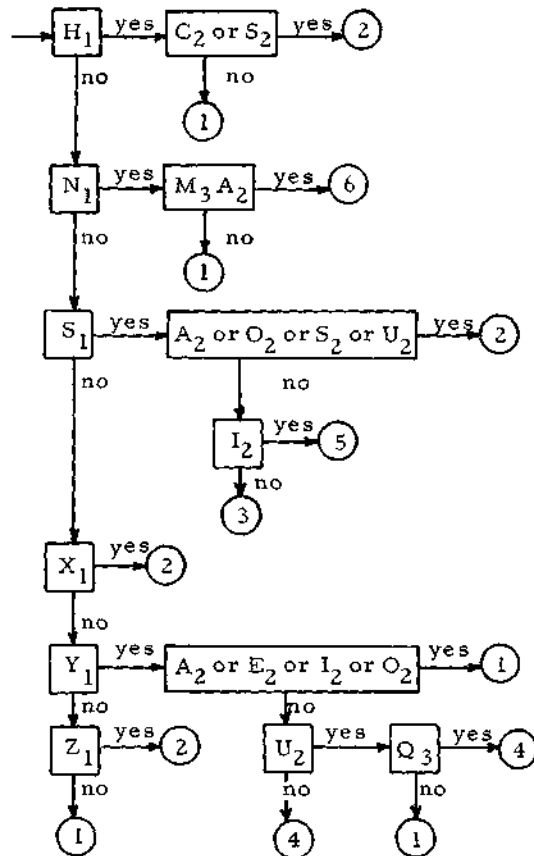 H₁ yes C₂ or S₂ yes 2
no no
1
N₁ yes M₃ A₂ yes 6
no no
1
S₁ yes A₂ or O₂ or S₂ or U₂ yes 2
no no
I₂ yes 5
no
3
X₁ yes 2
no
Y₁ yes A₂ or E₂ or I₂ or O₂ yes 1
no no
Z₁ yes 2 U₂ yes Q₃ yes 4
no no no
1 4 1